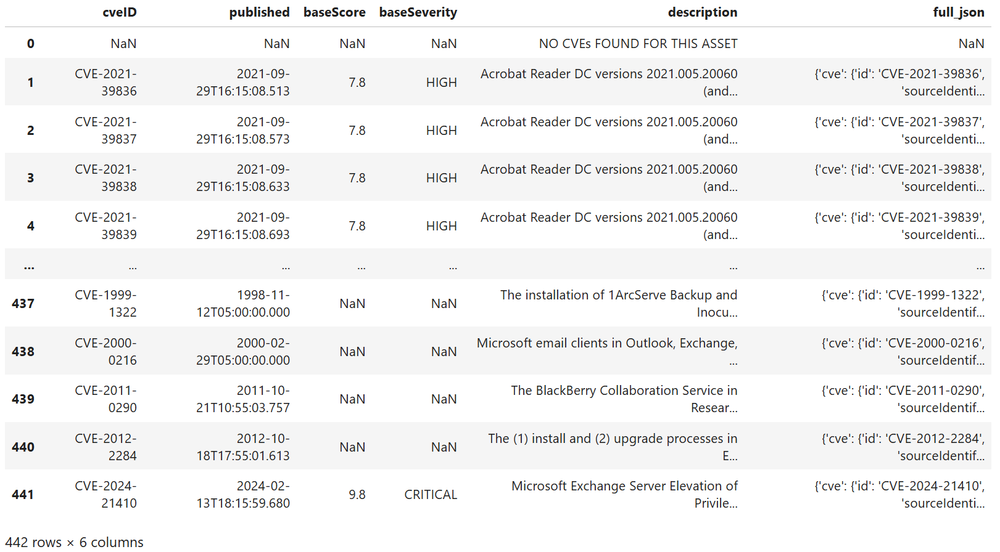 cveID published baseScore baseSeverity description full_json
0 NaN NaN NaN NaN NO CVEs FOUND FOR THIS ASSET NaN
CVE-2021- 2021-09- Acrobat Reader DC versions 2021.005.20060 {'cve': {'id': 'CVE-2021-39836',
1 7.8 HIGH
39836 29T16:15:08.513 (and... 'sourceIdenti...
CVE-2021- 2021-09- Acrobat Reader DC versions 2021.005.20060 {'cve': {'id': 'CVE-2021-39837',
2 7.8 HIGH
39837 29T16:15:08.573 (and... 'sourceIdenti...
CVE-2021- 2021-09- Acrobat Reader DC versions 2021.005.20060 {'cve': {'id': 'CVE-2021-39838',
3 7.8 HIGH
39838 29T16:15:08.633 (and... 'sourceIdenti...
CVE-2021- 2021-09- Acrobat Reader DC versions 2021.005.20060 {'cve': {'id': 'CVE-2021-39839',
4 7.8 HIGH
39839 29T16:15:08.693 (and... 'sourceIdenti...
... ... ... ... ... ... ...
CVE-1999- 1998-11- The installation of 1ArcServe Backup and {'cve': {'id': 'CVE-1999-1322',
437 NaN NaN
1322 12T05:00:00.000 Inocu... 'sourceIdentif...
CVE-2000- 2000-02- Microsoft email clients in Outlook, Exchange, {'cve': {'id': 'CVE-2000-0216',
438 NaN NaN
0216 29T05:00:00.000 ... 'sourceIdentif...
CVE-2011- 2011-10- The BlackBerry Collaboration Service in {'cve': {'id': 'CVE-2011-0290',
439 NaN NaN
0290 21T10:55:03.757 Resear... 'sourceIdentif...
CVE-2012- 2012-10- The (1) install and (2) upgrade processes in {'cve': {'id': 'CVE-2012-2284',
440 NaN NaN
2284 18T17:55:01.613 E... 'sourceIdentif...
CVE-2024- 2024-02- Microsoft Exchange Server Elevation of {'cve': {'id': 'CVE-2024-21410',
441 9.8 CRITICAL
21410 13T18:15:59.680 Privile... 'sourceIdenti...
442 rows × 6 columns